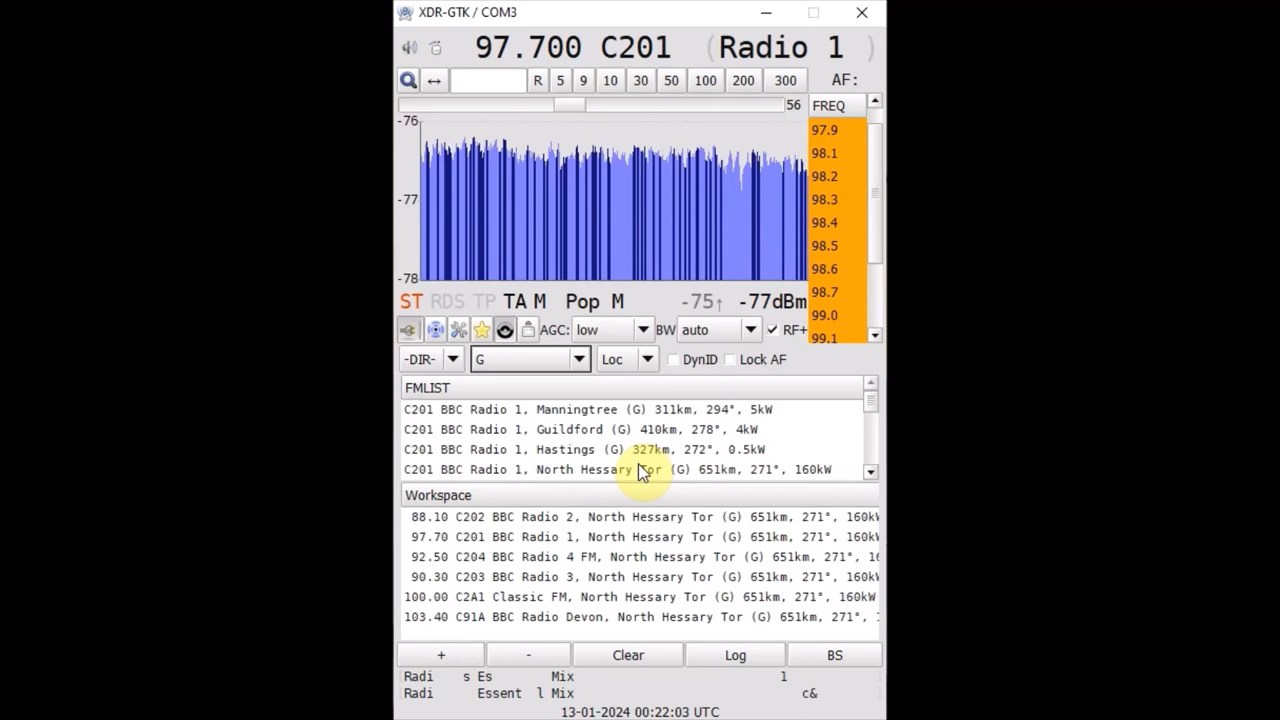 XDR-GTK / COM3
97.700 C201 (Radio 1 )
R 5 9 10 30 50 100 200 300 AF:
56 FREQ
-76
-77
-78
97.9
98.1
98.2
98.3
98.4
98.5
98.6
98.7
99.0
99.1
ST RDS TP TA M Pop M -75↑ -77dBm
AGC: low BW auto RF+
-DIR- G Loc DynID Lock AF
FMLIST
C201 BBC Radio 1, Manningtree (G) 311km, 294°, 5kW
C201 BBC Radio 1, Guildford (G) 410km, 278°, 4kW
C201 BBC Radio 1, Hastings (G) 327km, 272°, 0.5kW
C201 BBC Radio 1, North Hessary Tor (G) 651km, 271°, 160kW
Workspace
88.10 C202 BBC Radio 2, North Hessary Tor (G) 651km, 271°, 160kW
97.70 C201 BBC Radio 1, North Hessary Tor (G) 651km, 271°, 160kW
92.50 C204 BBC Radio 4 FM, North Hessary Tor (G) 651km, 271°, 16
90.30 C203 BBC Radio 3, North Hessary Tor (G) 651km, 271°, 160kW
100.00 C2A1 Classic FM, North Hessary Tor (G) 651km, 271°, 160kW
103.40 C91A BBC Radio Devon, North Hessary Tor (G) 651km, 271°,
+ - Clear Log BS
Radi s Es Mix 1
Radi Essent l Mix c&
13-01-2024 00:22:03 UTC